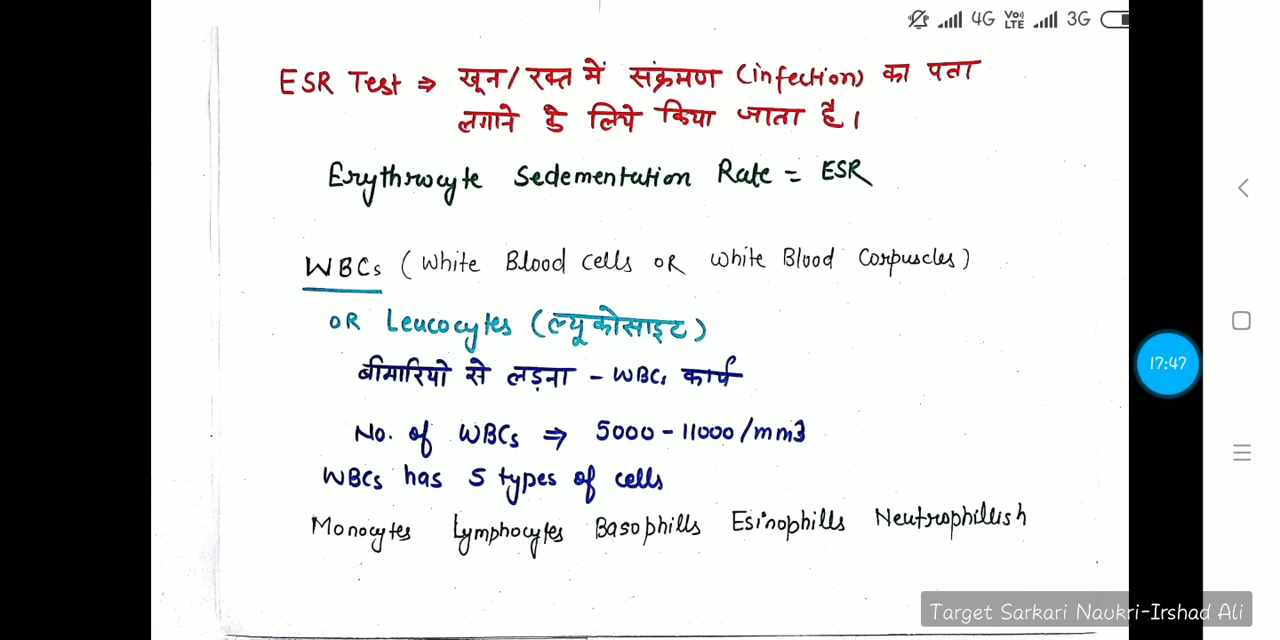 4G VoLTE 3G
ESR Test ⇒ खून/रक्त में संक्रमण (infection) का पता
लगाने के लिये किया जाता है।
Erythrocyte Sedementation Rate = ESR
WBCs (White Blood cells OR White Blood Corpuscles)
OR Leucocytes (ल्यूकोसाइट)
बीमारियो से लड़ना - WBCs कार्य
17:47
No. of WBCs ⇒ 5000-11000/mm3
WBCs has 5 types of cells
Monocytes Lymphocytes Basophills Esinophills Neutrophillish
Target Sarkari Naukri-Irshad Ali